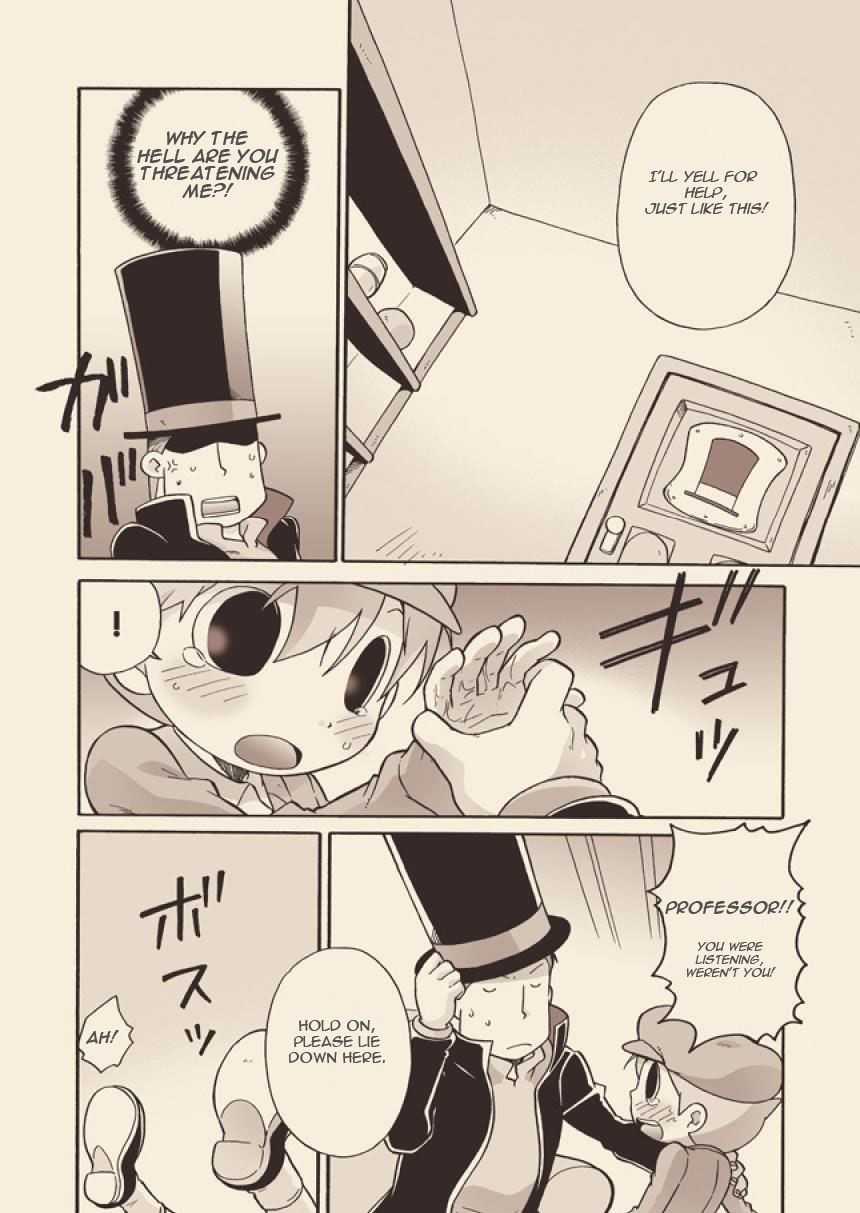 I'LL YELL FOR
HELP,
JUST LIKE THIS!
WHY THE
HELL ARE YOU
THREATENING
ME?!
ガ
バ
ギュッ
!
PROFESSOR!!
YOU WERE
LISTENING,
WEREN'T YOU!
HOLD ON,
PLEASE LIE
DOWN HERE.
ボスッ
AH!